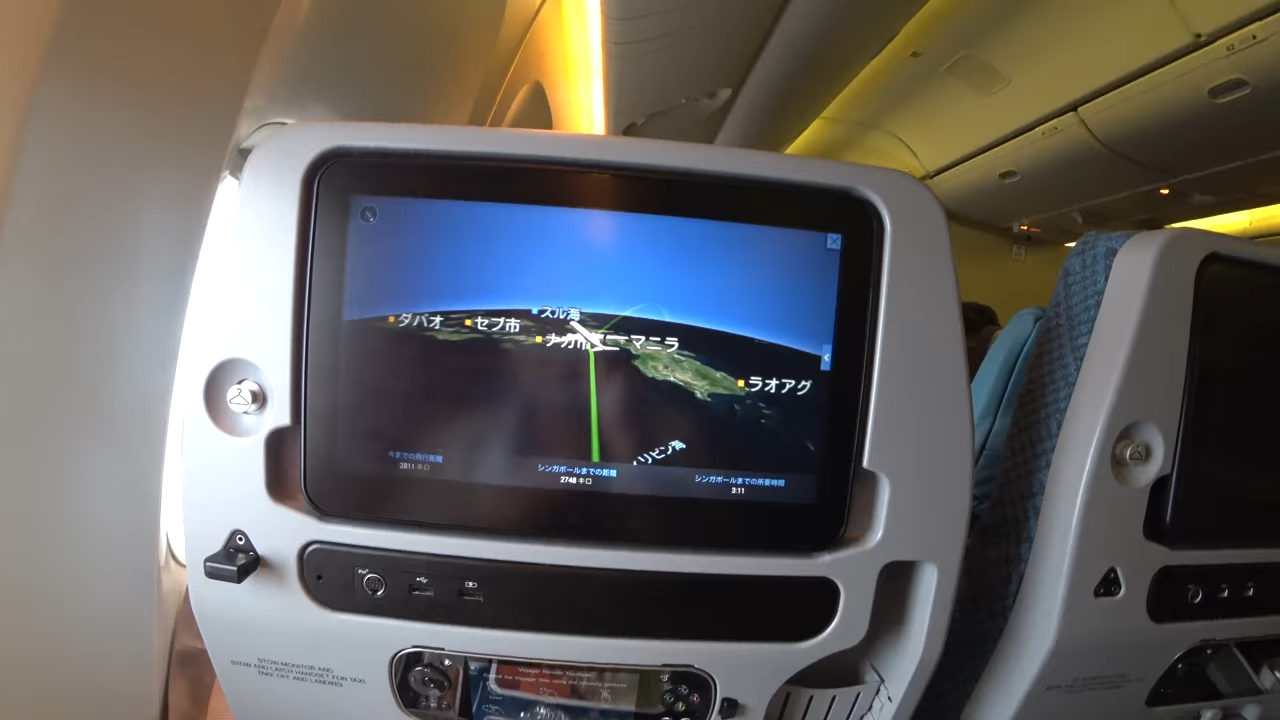 スル海
ダバオ
セブ市
マニラ
ラオアグ
今までの飛行距離
2811 キロ
シンガポールまでの距離
2748 キロ
シンガポールまでの所要時間
3:11
STOW MONITOR AND
STOW AND LATCH HANDSET FOR TAXI,
TAKE OFF AND LANDING.